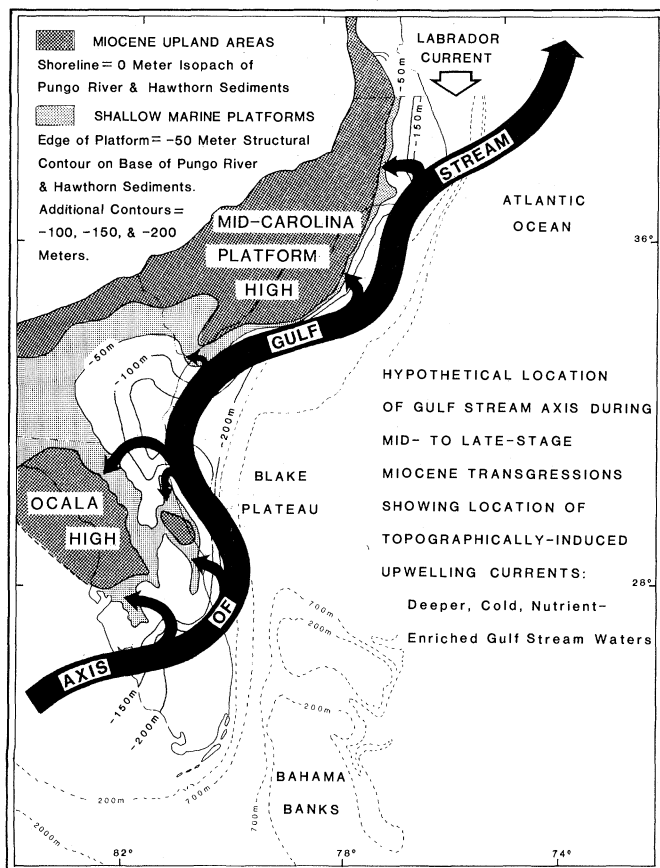 MIOCENE UPLAND AREAS
Shoreline = 0 Meter Isopach of
Pungo River & Hawthorn Sediments
SHALLOW MARINE PLATFORMS
Edge of Platform = -50 Meter Structural
Contour on Base of Pungo River
& Hawthorn Sediments.
Additional Contours =
-100, -150, & -200
Meters.
LABRADOR
CURRENT
-50m
-150m
STREAM
ATLANTIC
OCEAN
36°
MID-CAROLINA
PLATFORM
HIGH
GULF
-50m
-100m
-200m
HYPOTHETICAL LOCATION
OF GULF STREAM AXIS DURING
MID- TO LATE-STAGE
MIOCENE TRANSGRESSIONS
SHOWING LOCATION OF
TOPOGRAPHICALLY-INDUCED
UPWELLING CURRENTS:
Deeper, Cold, Nutrient-
Enriched Gulf Stream Waters
BLAKE
PLATEAU
OCALA
HIGH
28°
OF
AXIS
700m
200m
-150m
-200m
200m
BAHAMA
BANKS
200m
700m
700m
2000m
82°
78°
74°